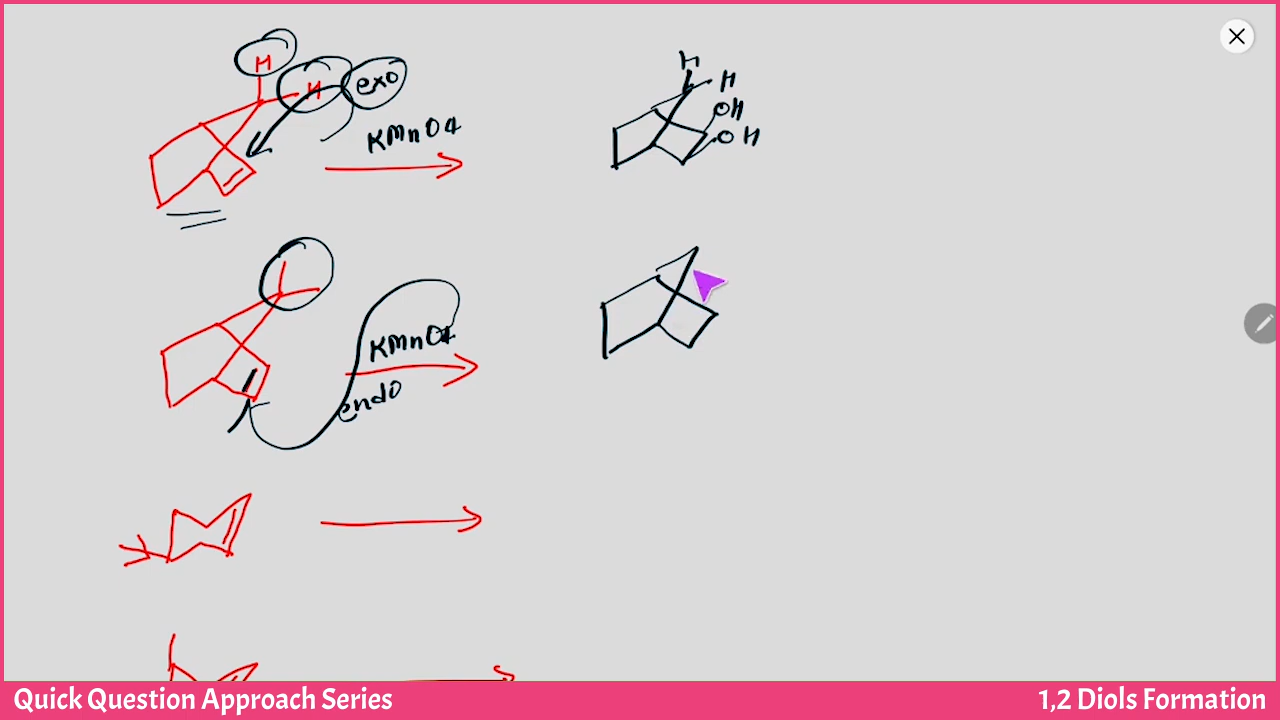 H
H
exo
KMnO4
H
H
OH
OH
KMnO4
endo
Quick Question Approach Series
1,2 Diols Formation